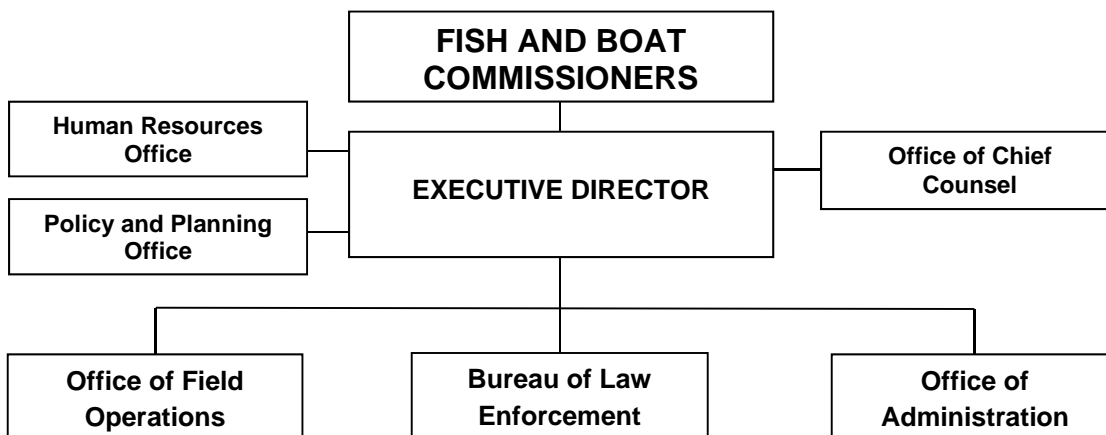 FISH AND BOAT
COMMISSIONERS
Human Resources
Office
EXECUTIVE DIRECTOR
Office of Chief
Counsel
Policy and Planning
Office
Office of Field
Operations
Bureau of Law
Enforcement
Office of
Administration